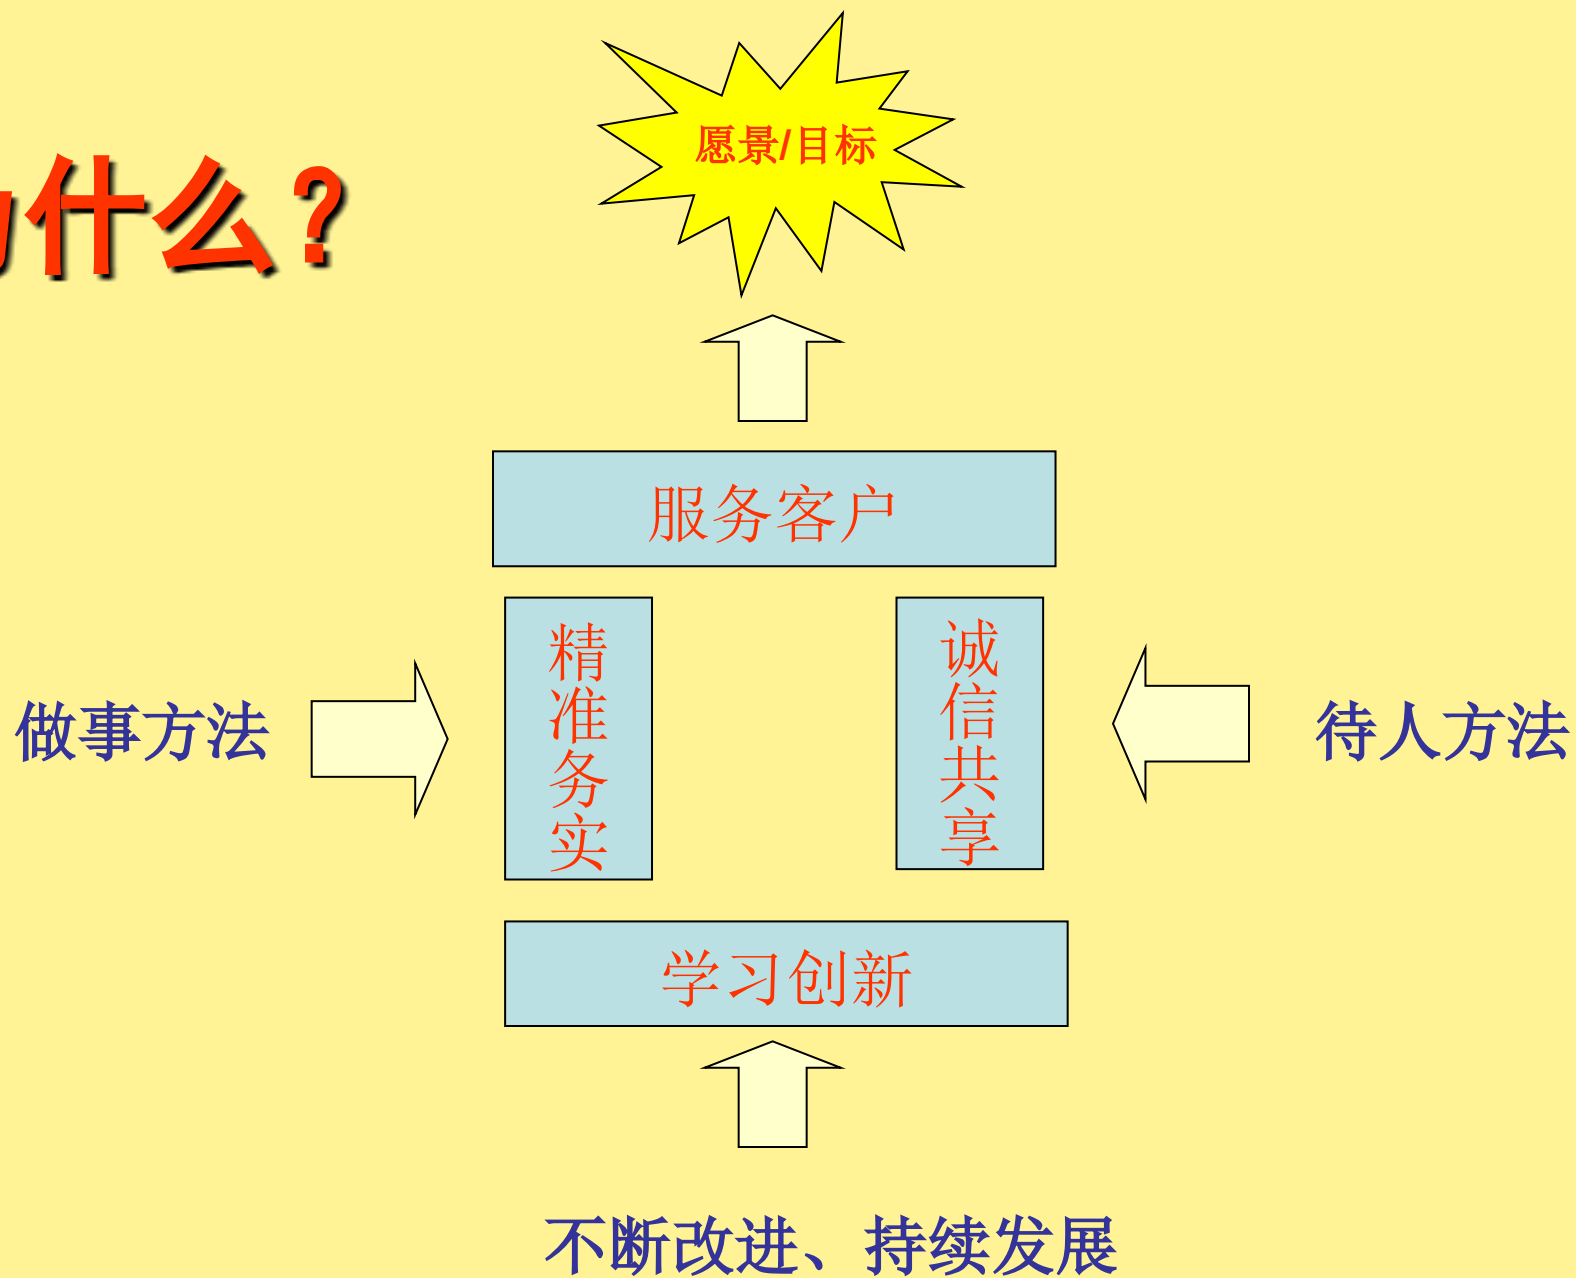 愿景/目标
什么？
服务客户
精准务实
诚信共享
做事方法
待人方法
学习创新
不断改进、持续发展